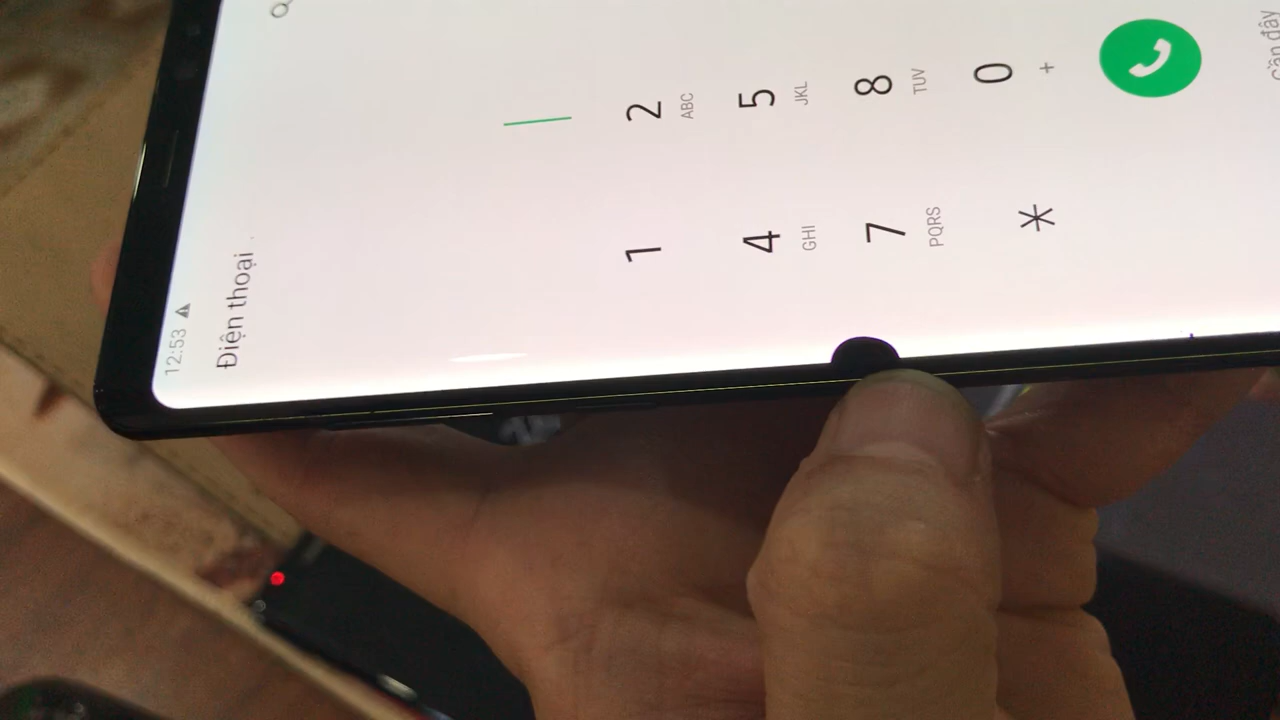 12:53
Điện thoại
1
2 ABC
4 GHI
5 JKL
7 PQRS
8 TUV
*
0 +
gần đây